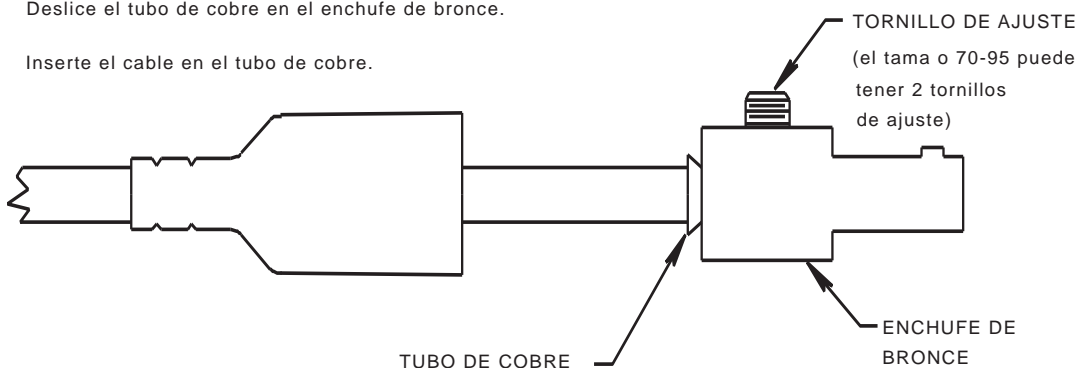 Deslice el tubo de cobre en el enchufe de bronce.
Inserte el cable en el tubo de cobre.
TORNILLO DE AJUSTE
(el tama o 70-95 puede
tener 2 tornillos
de ajuste)
TUBO DE COBRE
ENCHUFE DE
BRONCE